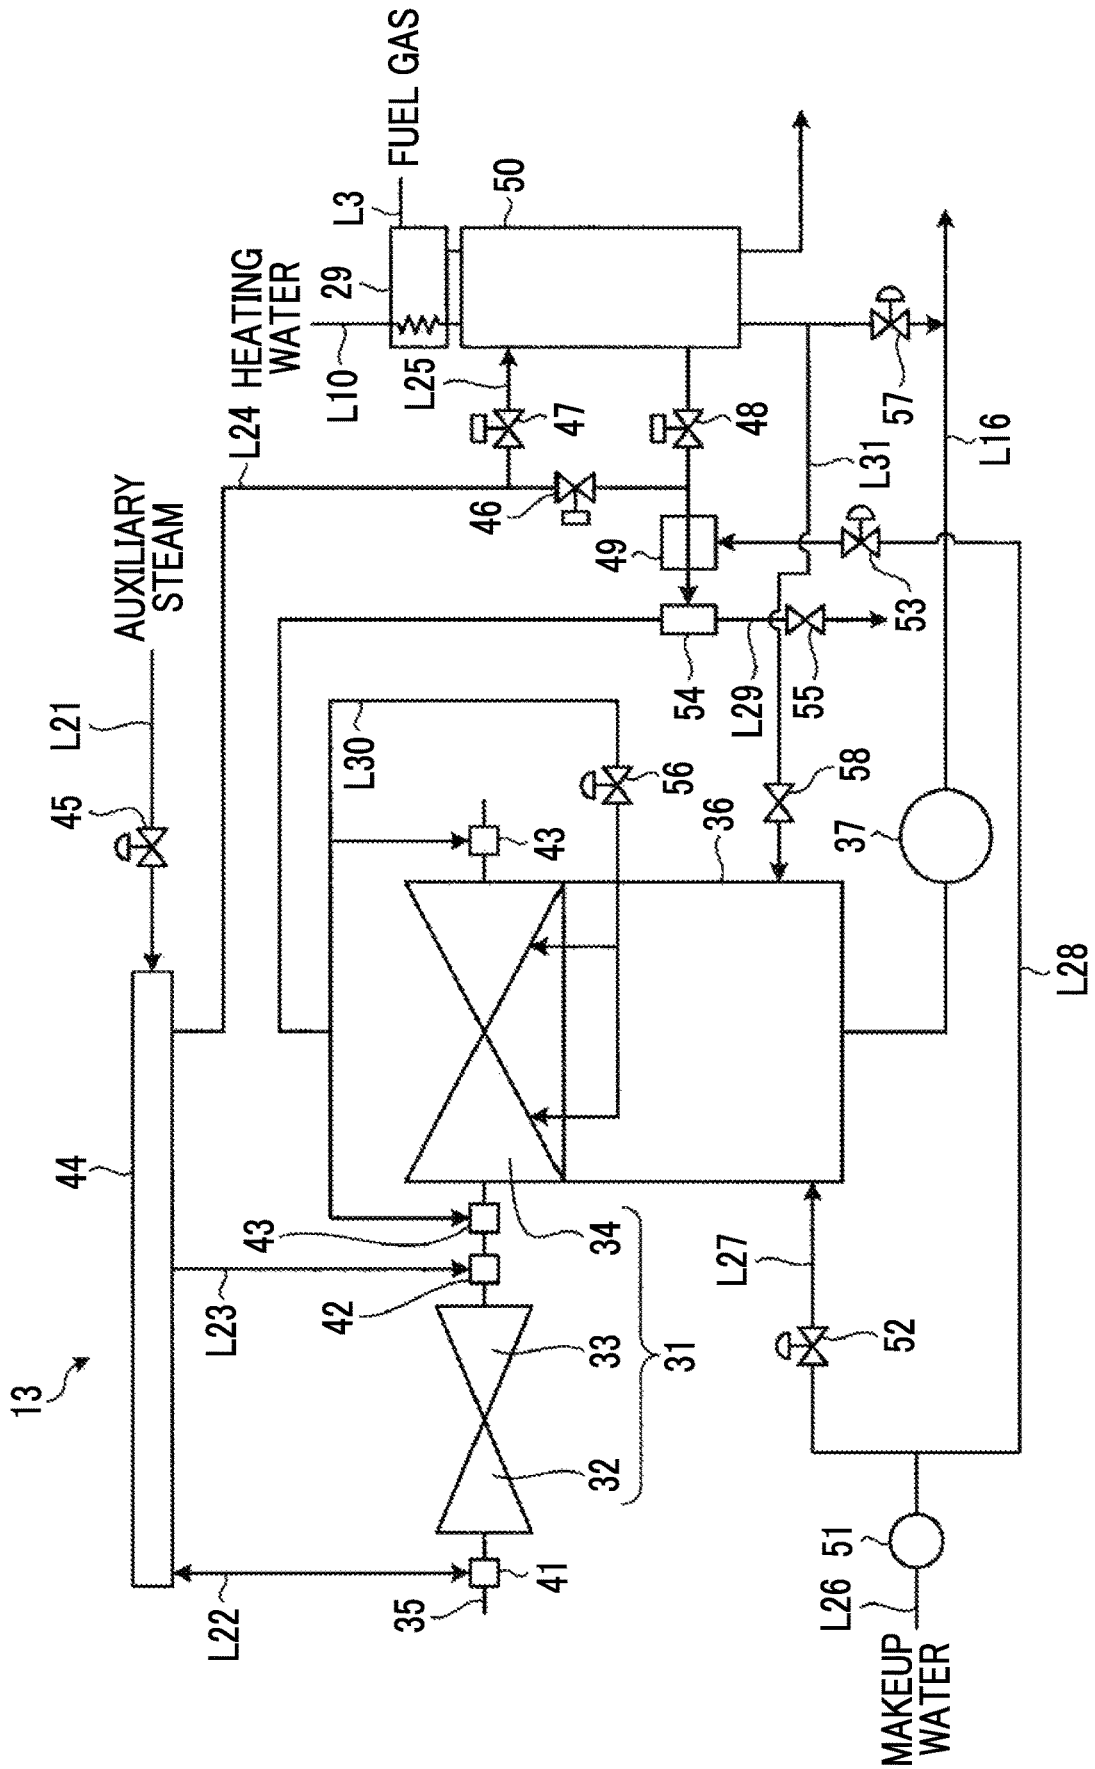 13
AUXILIARY
STEAM
L21
45
44
L22
L23
L24
HEATING
WATER
L10
29
L3
FUEL GAS
50
L25
47
46
48
49
54
L29
55
53
L31
57
L16
L30
56
43
43
42
41
35
32
33
34
31
36
58
37
L27
52
L28
51
L26
MAKEUP
WATER